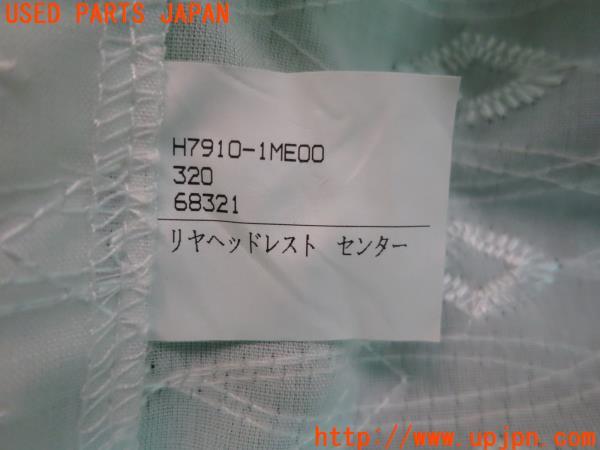 USED PARTS JAPAN
H7910-1ME00
320
68321
リヤヘッドレスト センター
http://www.upjpn.com